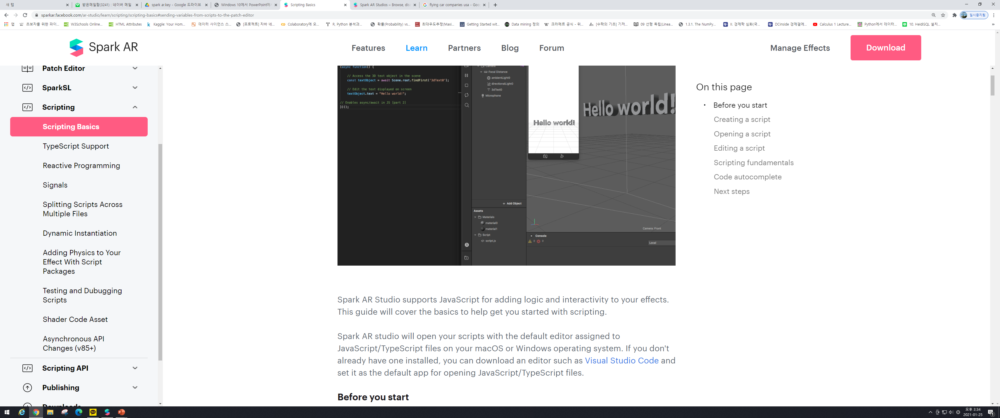 새 탭
받은메일함(3241) : 네이버 메일
spark ar.key - Google 드라이브
Windows 10에서 PowerPoint에서
Scripting Basics
Spark AR Studios – Browse, disc
flying car companies usa - Goog
sparkar.facebook.com/ar-studio/learn/scripting/scripting-basics#sending-variables-from-scripts-to-the-patch-editor
일시중지됨
앱
초보자를 위한 파이...
W3Schools Online...
HTML Attributes
Kaggle: Your Hom...
데이터 사이언스 스...
[프로젝트] 자바 네...
Colaboratory에 오...
R, Python 분석과...
확률(Probability) vs...
최대우도추정(Maxi...
Getting Started wit...
Data mining 정의
크라메르 공식 - 위...
[수학의 기초] 기저...
09 선형 독립(Linea...
1.3.1. The NumPy...
II. 경제학 심화(국...
DCinside 경제갤에...
Calculus 1 Lecture...
Python에서 데이터...
10. HeidiSQL 설치...
Spark AR
Features
Learn
Partners
Blog
Forum
Manage Effects
Download
Patch Editor
SparkSL
Scripting
Scripting Basics
TypeScript Support
Reactive Programming
Signals
Splitting Scripts Across
Multiple Files
Dynamic Instantiation
Adding Physics to Your
Effect With Script
Packages
Testing and Dubugging
Scripts
Shader Code Asset
Asynchronous API
Changes (v85+)
Scripting API
Publishing
Downloads
(async function() {
// Access the 3D text object in the scene
const textObject = await Scene.root.findFirst('3dText0');
// Edit the text displayed on screen
textObject.text = "Hello world!";
// Enables async/await in JS [part 2]
})();
Camera
Focal Distance
ambientLight0
directionalLight0
3dText0
Microphone
+ Add Object
Assets
Materials
material0
material1
Script
script.js
Hello world!
Hello world!
Camera: Front
Console
0 0
Local
Spark AR Studio supports JavaScript for adding logic and interactivity to your effects.
This guide will cover the basics to help get you started with scripting.
Spark AR studio will open your scripts with the default editor assigned to
JavaScript/TypeScript files on your macOS or Windows operating system. If you don't
already have one installed, you can download an editor such as Visual Studio Code and
set it as the default app for opening JavaScript/TypeScript files.
Before you start
On this page
Before you start
Creating a script
Opening a script
Editing a script
Scripting fundamentals
Code autocomplete
Next steps
오후 3:34
2021-01-25
1